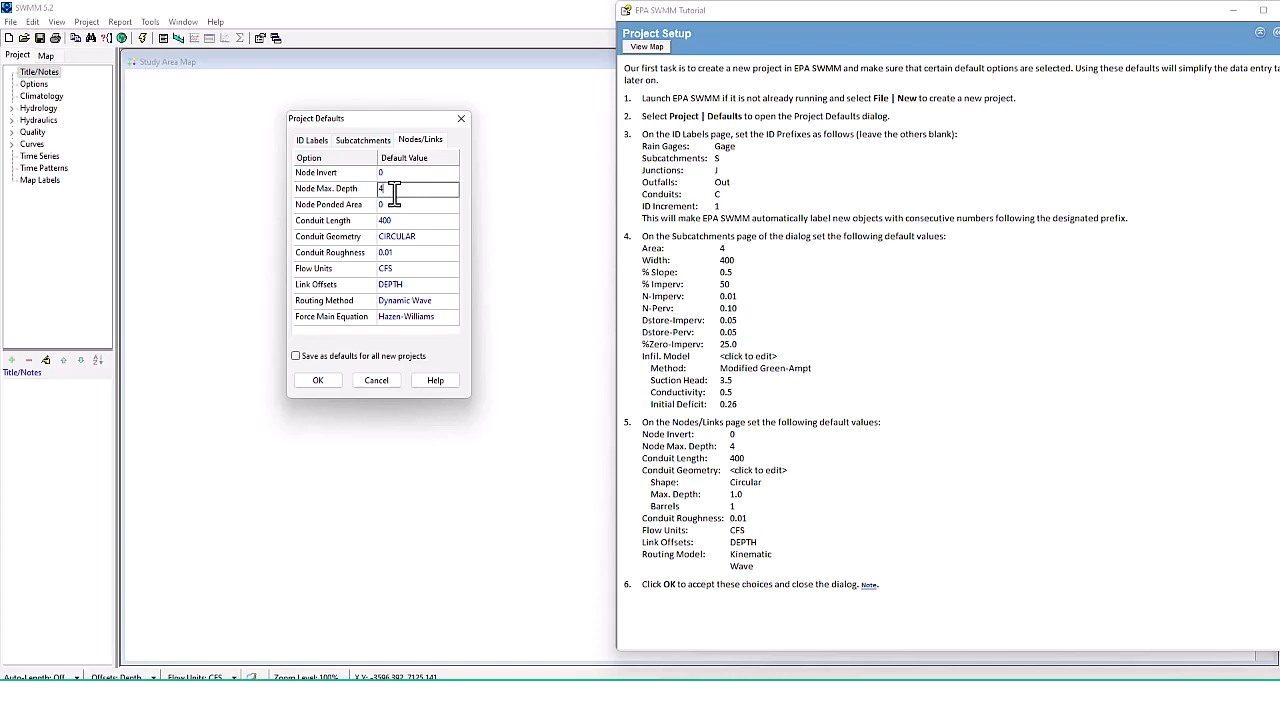 SWMM 5.2
File Edit View Project Report Tools Window Help
Project Map
Title/Notes
Options
Climatology
Hydrology
Hydraulics
Quality
Curves
Time Series
Time Patterns
Map Labels
Title/Notes
Study Area Map
Project Defaults
ID Labels Subcatchments Nodes/Links
Option Default Value
Node Invert 0
Node Max. Depth 4
Node Ponded Area 0
Conduit Length 400
Conduit Geometry CIRCULAR
Conduit Roughness 0.01
Flow Units CFS
Link Offsets DEPTH
Routing Method Dynamic Wave
Force Main Equation Hazen-Williams
Save as defaults for all new projects
OK Cancel Help
Auto-Length: Off Offsets: Depth Flow Units: CFS Zoom Level: 100% X,Y: -3596.392, 7125.141
EPA SWMM Tutorial
Project Setup
View Map
Our first task is to create a new project in EPA SWMM and make sure that certain default options are selected. Using these defaults will simplify the data entry ta
later on.
1. Launch EPA SWMM if it is not already running and select File | New to create a new project.
2. Select Project | Defaults to open the Project Defaults dialog.
3. On the ID Labels page, set the ID Prefixes as follows (leave the others blank):
Rain Gages: Gage
Subcatchments: S
Junctions: J
Outfalls: Out
Conduits: C
ID Increment: 1
This will make EPA SWMM automatically label new objects with consecutive numbers following the designated prefix.
4. On the Subcatchments page of the dialog set the following default values:
Area: 4
Width: 400
% Slope: 0.5
% Imperv: 50
N-Imperv: 0.01
N-Perv: 0.10
Dstore-Imperv: 0.05
Dstore-Perv: 0.05
%Zero-Imperv: 25.0
Infil. Model <click to edit>
Method: Modified Green-Ampt
Suction Head: 3.5
Conductivity: 0.5
Initial Deficit: 0.26
5. On the Nodes/Links page set the following default values:
Node Invert: 0
Node Max. Depth: 4
Conduit Length: 400
Conduit Geometry: <click to edit>
Shape: Circular
Max. Depth: 1.0
Barrels 1
Conduit Roughness: 0.01
Flow Units: CFS
Link Offsets: DEPTH
Routing Model: Kinematic
Wave
6. Click OK to accept these choices and close the dialog. Note.